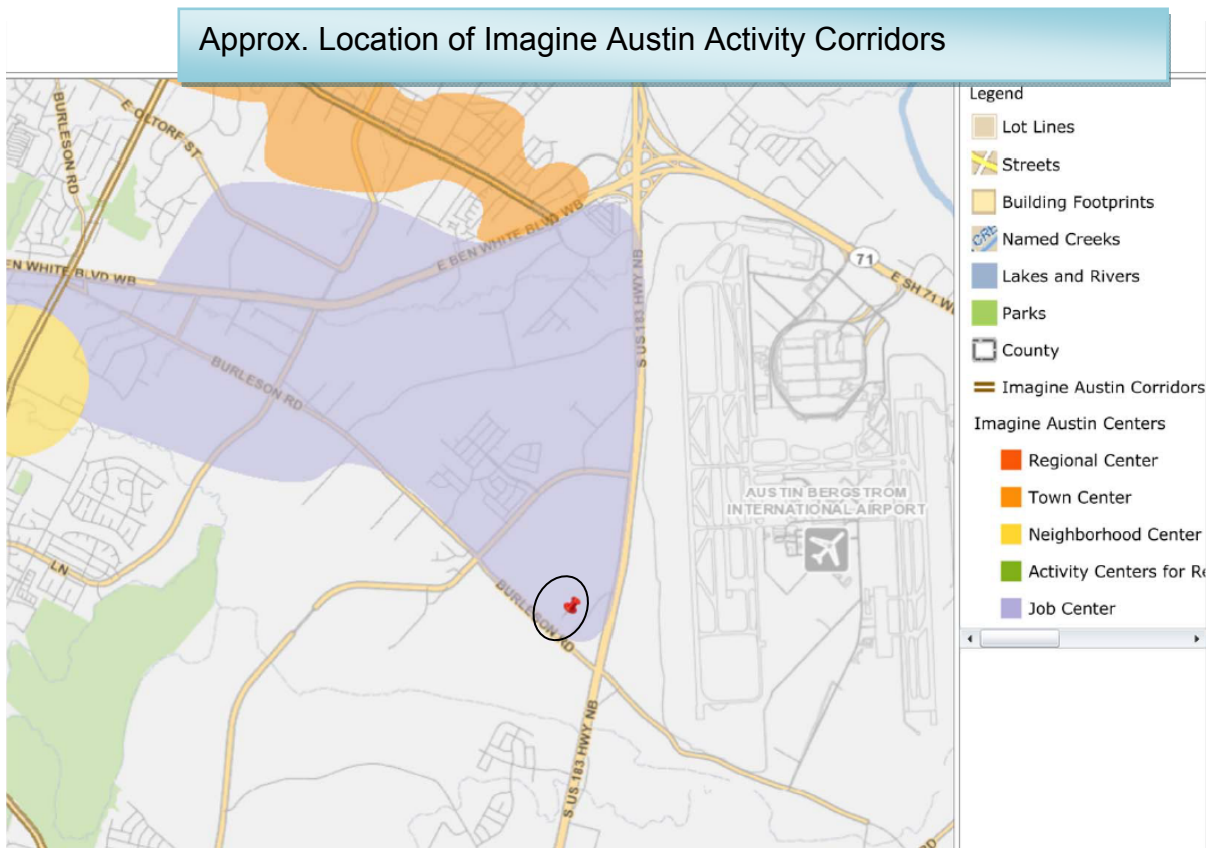 Approx. Location of Imagine Austin Activity Corridors
BURLESON RD
E OLTORF ST
EN WHITE BLVD WB
E BEN WHITE BLVD WB
S US 183 HWY NB
71
E SH 71 W
BURLESON RD
AUSTIN BERGSTROM
INTERNATIONAL AIRPORT
LN
BURLESON RD
S US 183 HWY NB
RD
Legend
Lot Lines
Streets
Building Footprints
CRE
Named Creeks
Lakes and Rivers
Parks
County
Imagine Austin Corridors
Imagine Austin Centers
Regional Center
Town Center
Neighborhood Center
Activity Centers for Re
Job Center